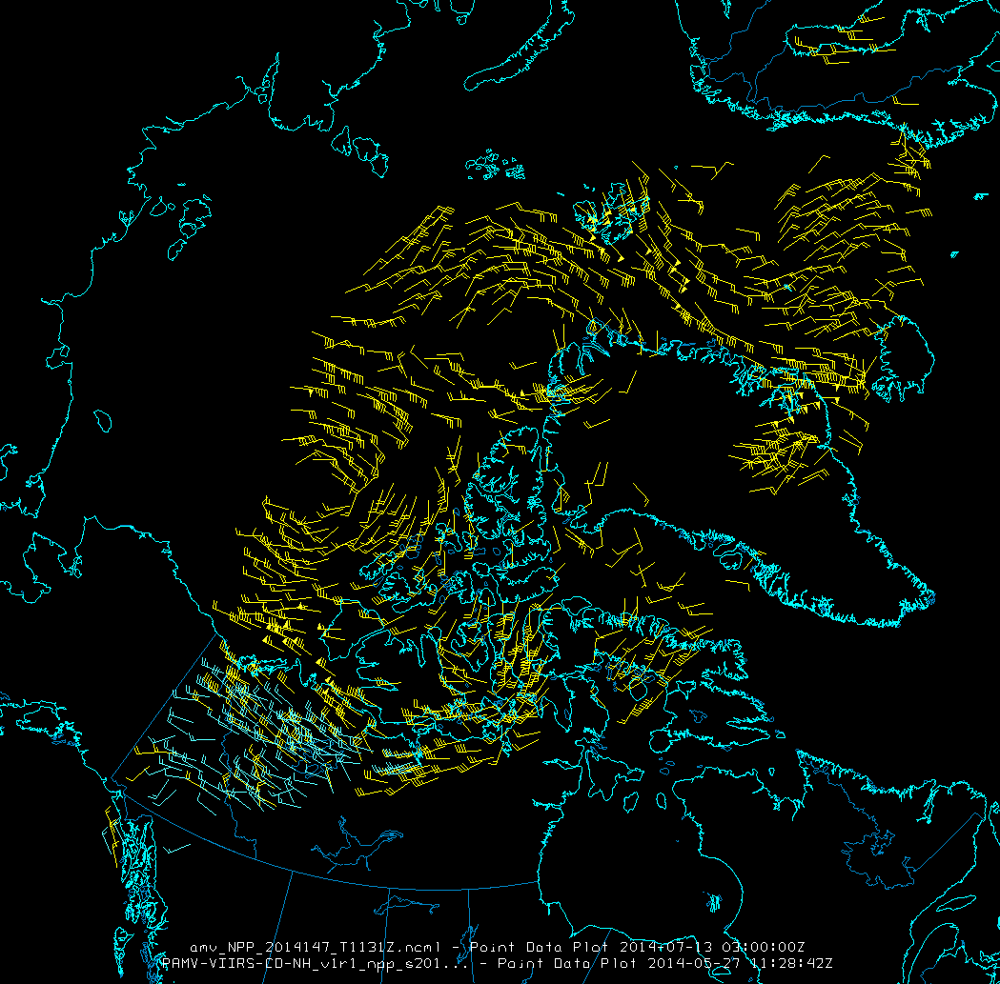 amv_NPP_2014147_T1131Z.ncml - Point Data Plot 2014-07-13 03:00:00Z
PAMV-VIIRS-CD-NH_v1r1_npp_s201... - Point Data Plot 2014-05-27 11:28:42Z